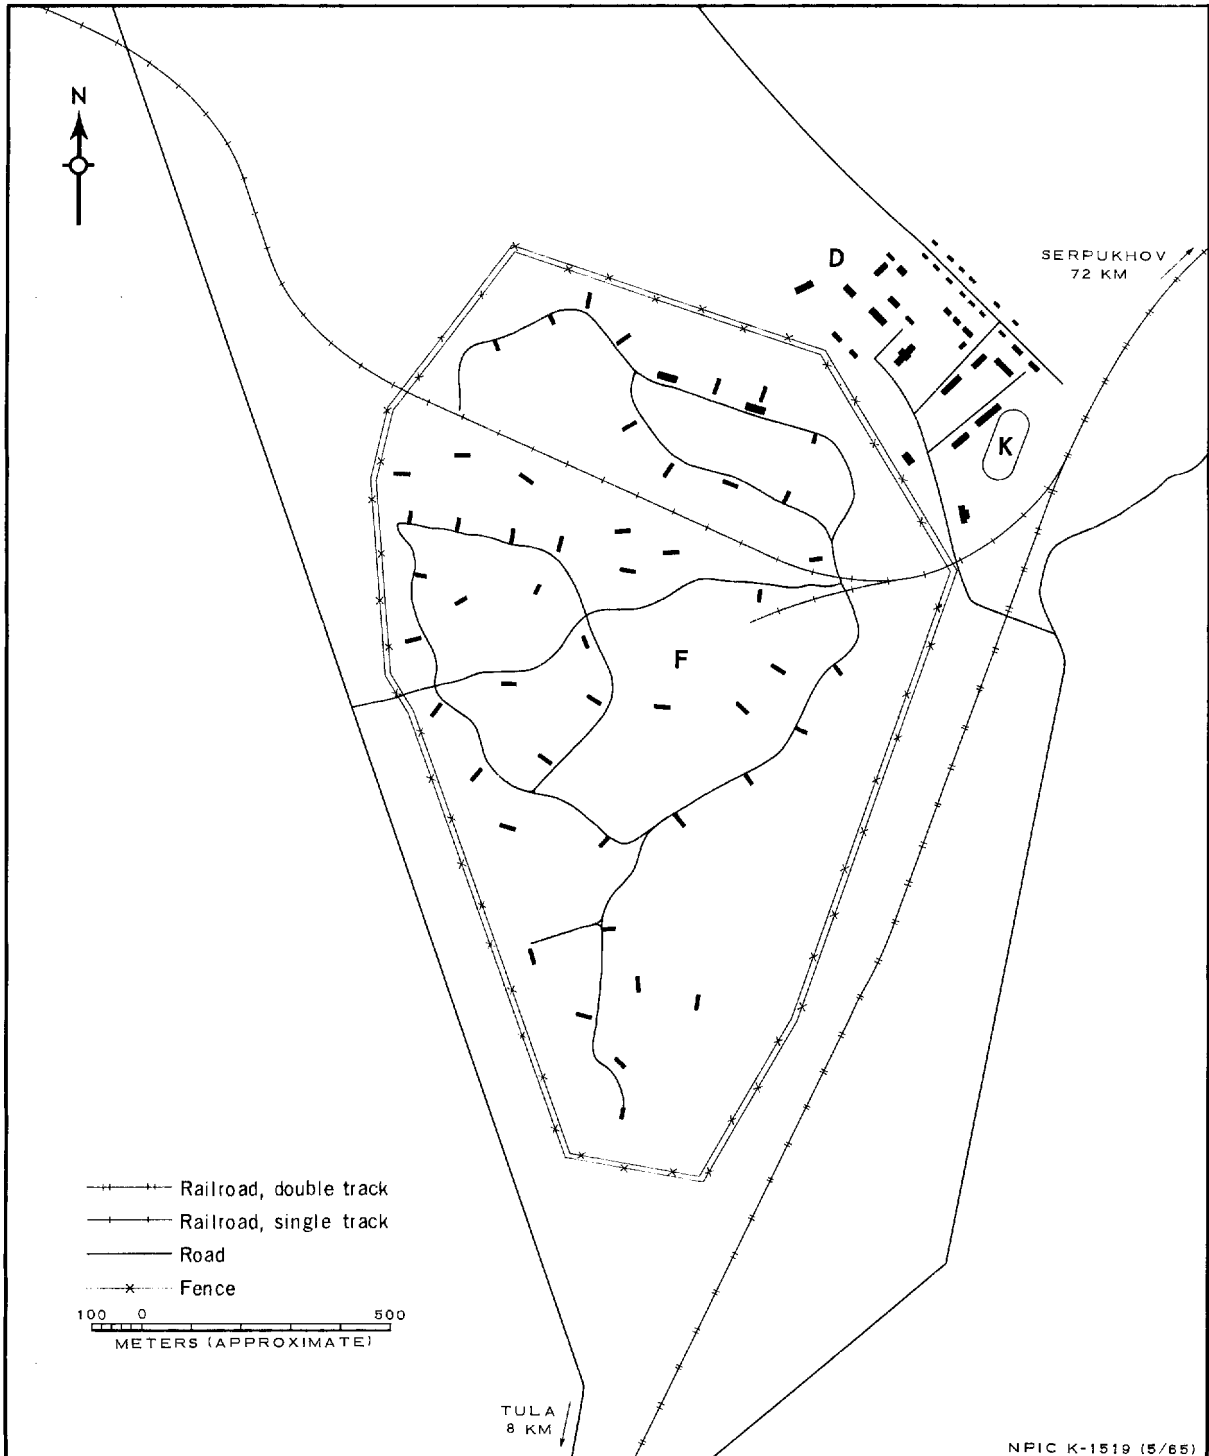 N
D
SERPUKHOV
72 KM
K
F
Railroad, double track
Railroad, single track
Road
Fence
100 0 500
METERS (APPROXIMATE)
TULA
8 KM
NPIC K-1519 (5/65)